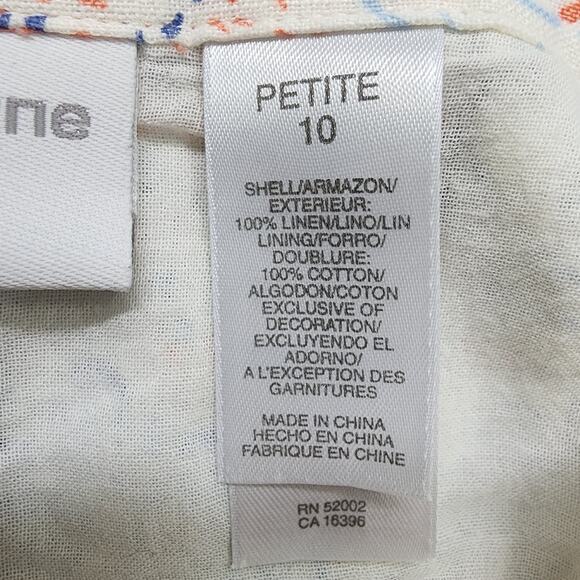 PETITE
10
SHELL/ARMAZON/
EXTERIEUR:
100% LINEN/LINO/LIN
LINING/FORRO/
DOUBLURE:
100% COTTON/
ALGODON/COTON
EXCLUSIVE OF
DECORATION/
EXCLUYENDO EL
ADORNO/
A L'EXCEPTION DES
GARNITURES
MADE IN CHINA
HECHO EN CHINA
FABRIQUE EN CHINE
RN 52002
CA 16396